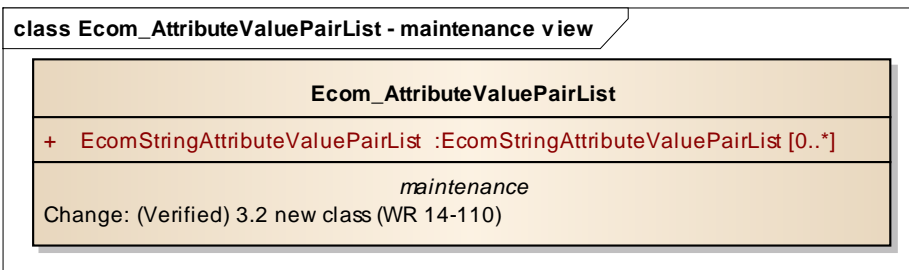 class Ecom_AttributeValuePairList - maintenance view
Ecom_AttributeValuePairList
+ EcomStringAttributeValuePairList :EcomStringAttributeValuePairList [0..*]
maintenance
Change: (Verified) 3.2 new class (WR 14-110)